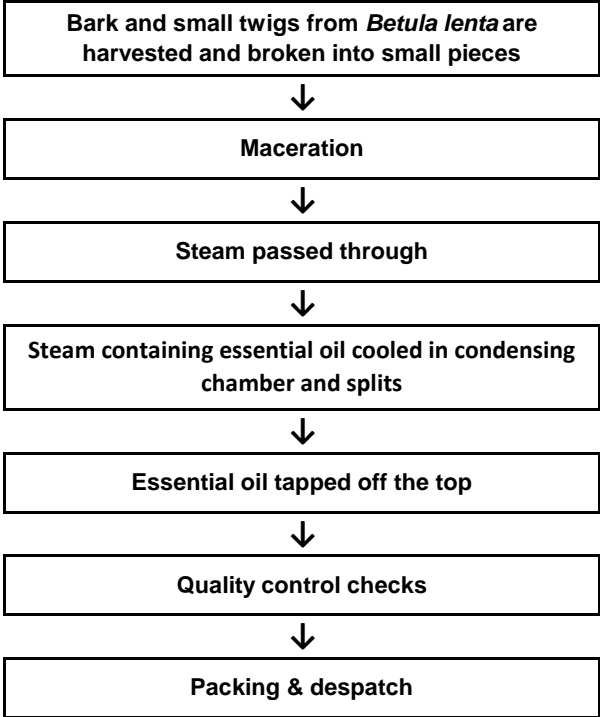 Bark and small twigs from Betula lenta are
harvested and broken into small pieces
↓
Maceration
↓
Steam passed through
↓
Steam containing essential oil cooled in condensing
chamber and splits
↓
Essential oil tapped off the top
↓
Quality control checks
↓
Packing & despatch